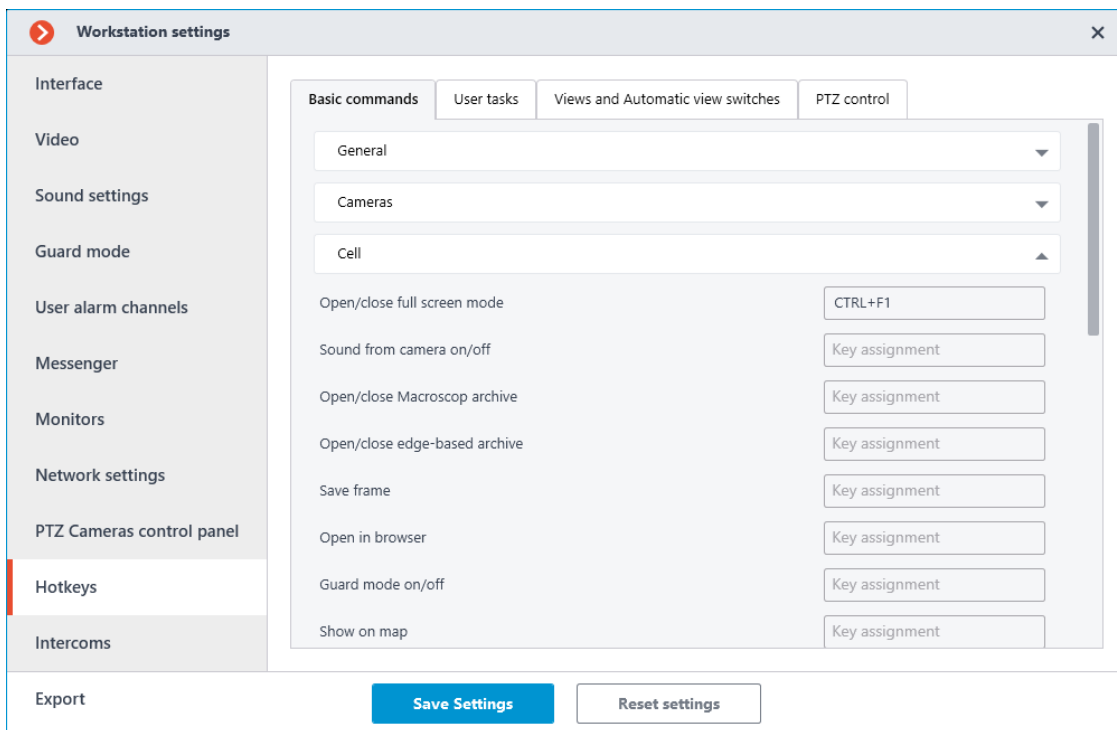 Workstation settings
Interface
Video
Sound settings
Guard mode
User alarm channels
Messenger
Monitors
Network settings
PTZ Cameras control panel
Hotkeys
Intercoms
Export
Basic commands User tasks Views and Automatic view switches PTZ control
General
Cameras
Cell
Open/close full screen mode CTRL+F1
Sound from camera on/off Key assignment
Open/close Macroscop archive Key assignment
Open/close edge-based archive Key assignment
Save frame Key assignment
Open in browser Key assignment
Guard mode on/off Key assignment
Show on map Key assignment
Save Settings Reset settings